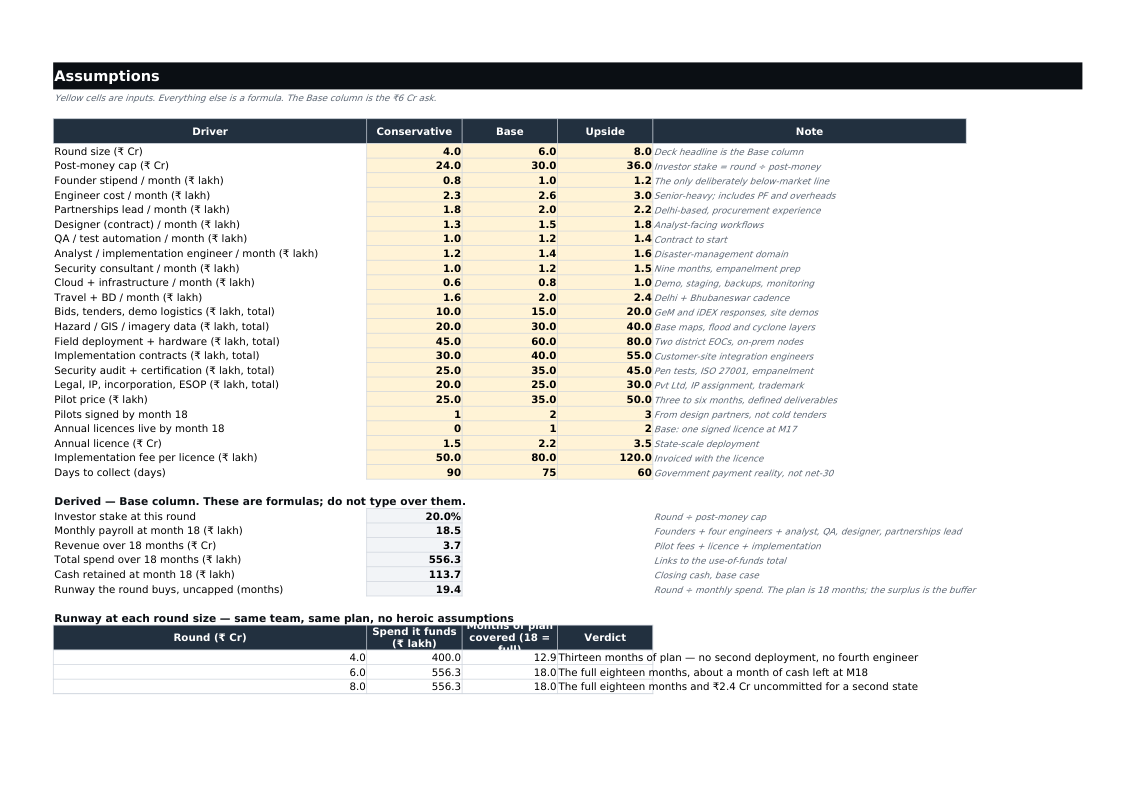 Assumptions
Yellow cells are inputs. Everything else is a formula. The Base column is the ₹6 Cr ask.
Driver Conservative Base Upside Note
Round size (₹ Cr) 4.0 6.0 8.0 Deck headline is the Base column
Post-money cap (₹ Cr) 24.0 30.0 36.0 Investor stake = round ÷ post-money
Founder stipend / month (₹ lakh) 0.8 1.0 1.2 The only deliberately below-market line
Engineer cost / month (₹ lakh) 2.3 2.6 3.0 Senior-heavy; includes PF and overheads
Partnerships lead / month (₹ lakh) 1.8 2.0 2.2 Delhi-based, procurement experience
Designer (contract) / month (₹ lakh) 1.3 1.5 1.8 Analyst-facing workflows
QA / test automation / month (₹ lakh) 1.0 1.2 1.4 Contract to start
Analyst / implementation engineer / month (₹ lakh) 1.2 1.4 1.6 Disaster-management domain
Security consultant / month (₹ lakh) 1.0 1.2 1.5 Nine months, empanelment prep
Cloud + infrastructure / month (₹ lakh) 0.6 0.8 1.0 Demo, staging, backups, monitoring
Travel + BD / month (₹ lakh) 1.6 2.0 2.4 Delhi + Bhubaneswar cadence
Bids, tenders, demo logistics (₹ lakh, total) 10.0 15.0 20.0 GeM and iDEX responses, site demos
Hazard / GIS / imagery data (₹ lakh, total) 20.0 30.0 40.0 Base maps, flood and cyclone layers
Field deployment + hardware (₹ lakh, total) 45.0 60.0 80.0 Two district EOCs, on-prem nodes
Implementation contracts (₹ lakh, total) 30.0 40.0 55.0 Customer-site integration engineers
Security audit + certification (₹ lakh, total) 25.0 35.0 45.0 Pen tests, ISO 27001, empanelment
Legal, IP, incorporation, ESOP (₹ lakh, total) 20.0 25.0 30.0 Pvt Ltd, IP assignment, trademark
Pilot price (₹ lakh) 25.0 35.0 50.0 Three to six months, defined deliverables
Pilots signed by month 18 1 2 3 From design partners, not cold tenders
Annual licences live by month 18 0 1 2 Base: one signed licence at M17
Annual licence (₹ Cr) 1.5 2.2 3.5 State-scale deployment
Implementation fee per licence (₹ lakh) 50.0 80.0 120.0 Invoiced with the licence
Days to collect (days) 90 75 60 Government payment reality, not net-30
Derived — Base column. These are formulas; do not type over them.
Investor stake at this round 20.0% Round ÷ post-money cap
Monthly payroll at month 18 (₹ lakh) 18.5 Founders + four engineers + analyst, QA, designer, partnerships lead
Revenue over 18 months (₹ Cr) 3.7 Pilot fees + licence + implementation
Total spend over 18 months (₹ lakh) 556.3 Links to the use-of-funds total
Cash retained at month 18 (₹ lakh) 113.7 Closing cash, base case
Runway the round buys, uncapped (months) 19.4 Round ÷ monthly spend. The plan is 18 months; the surplus is the buffer
Runway at each round size — same team, same plan, no heroic assumptions
Round (₹ Cr) Spend it funds (₹ lakh) Months of plan covered (18 = full) Verdict
4.0 400.0 12.9 Thirteen months of plan — no second deployment, no fourth engineer
6.0 556.3 18.0 The full eighteen months, about a month of cash left at M18
8.0 556.3 18.0 The full eighteen months and ₹2.4 Cr uncommitted for a second state